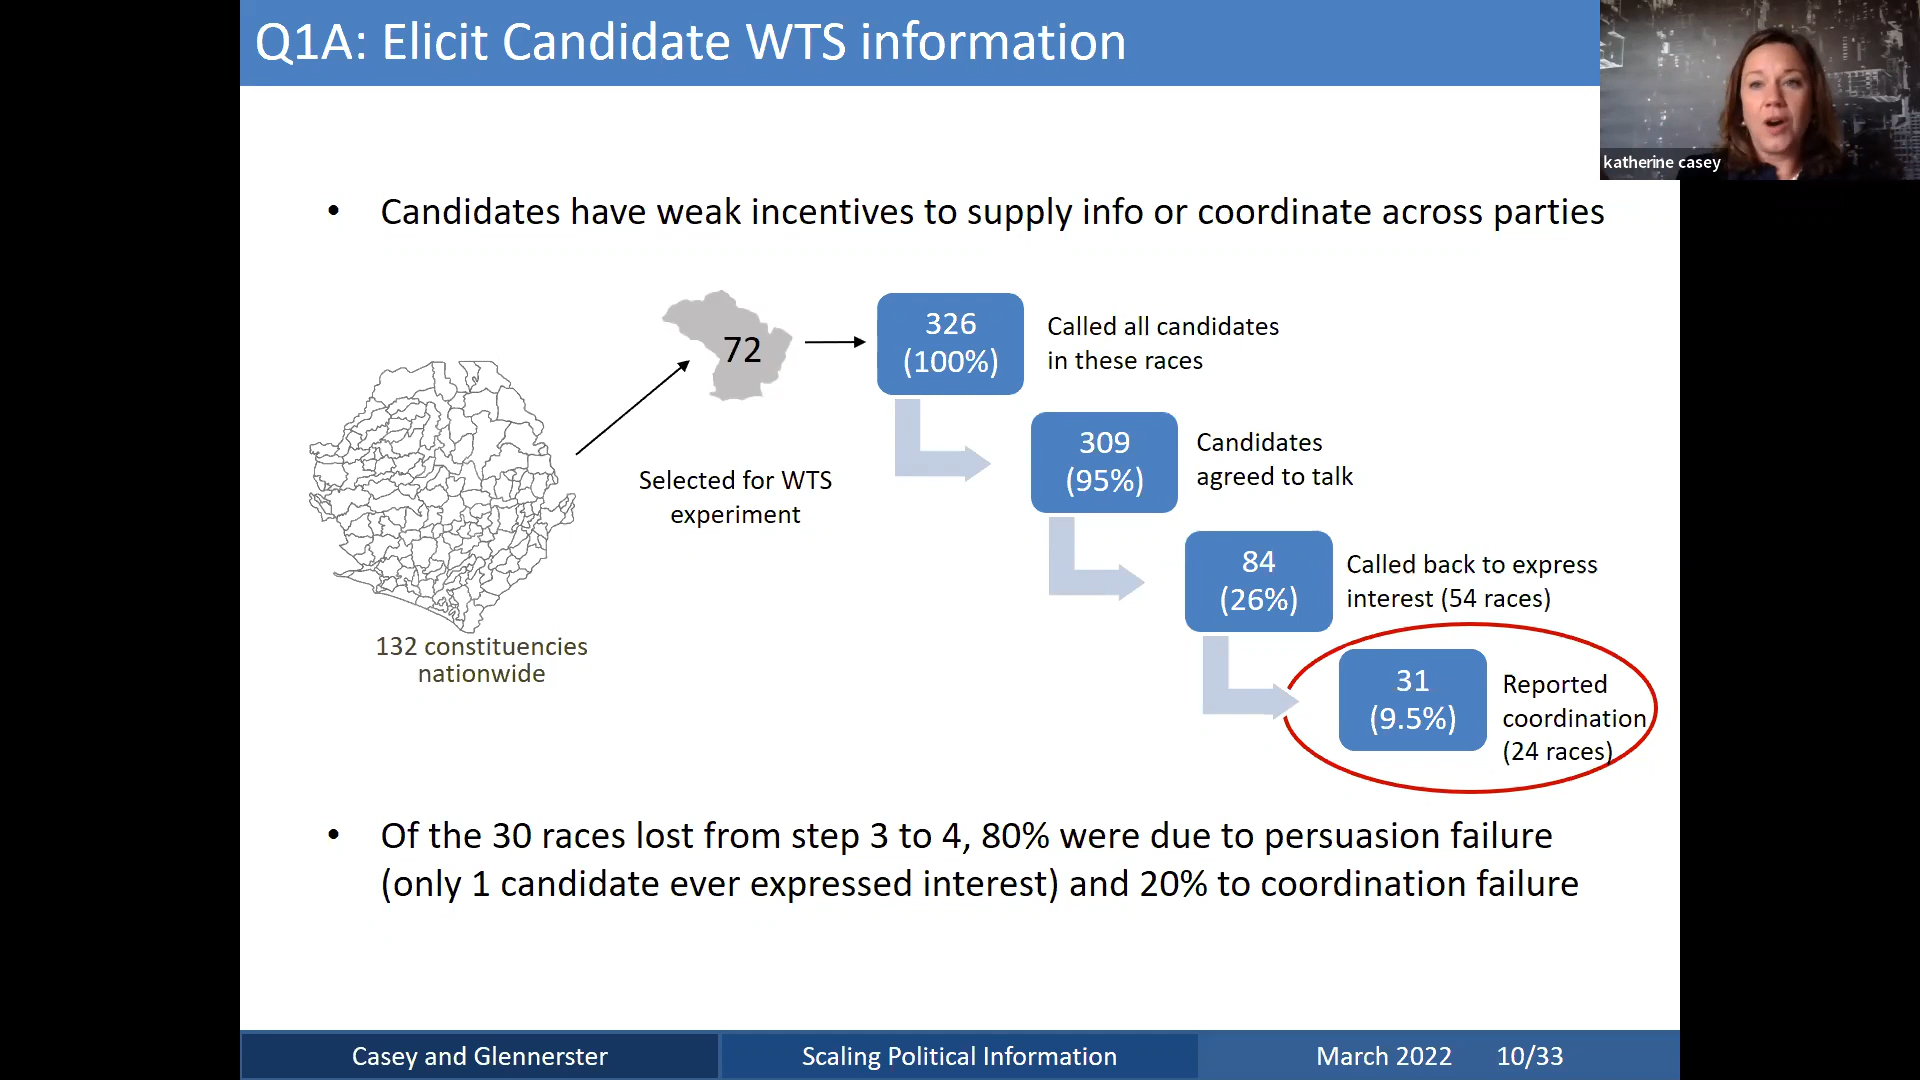 Q1A: Elicit Candidate WTS information
katherine casey
• Candidates have weak incentives to supply info or coordinate across parties
132 constituencies
nationwide
Selected for WTS
experiment
72
326
(100%)
Called all candidates
in these races
309
(95%)
Candidates
agreed to talk
84
(26%)
Called back to express
interest (54 races)
31
(9.5%)
Reported
coordination
(24 races)
• Of the 30 races lost from step 3 to 4, 80% were due to persuasion failure
(only 1 candidate ever expressed interest) and 20% to coordination failure
Casey and Glennerster
Scaling Political Information
March 2022 10/33